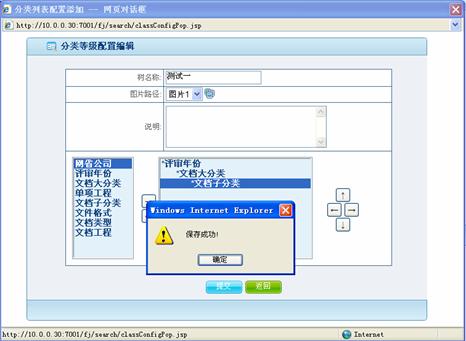 分类列表配置添加 -- 网页对话框
http://10.0.0.30:7001/fj/search/classConfigPop.jsp
分类等级配置编辑
树名称: 测试一
图片路径: 图片1
说明:
网省公司
评审年份
文档大分类
单项工程
文档子分类
文件格式
文档类型
文档工程
*评审年份
*文档大分类
*文档子分类
Windows Internet Explorer
保存成功!
确定
提交 返回
http://10.0.0.30:7001/fj/search/classConfigPop.jsp Internet